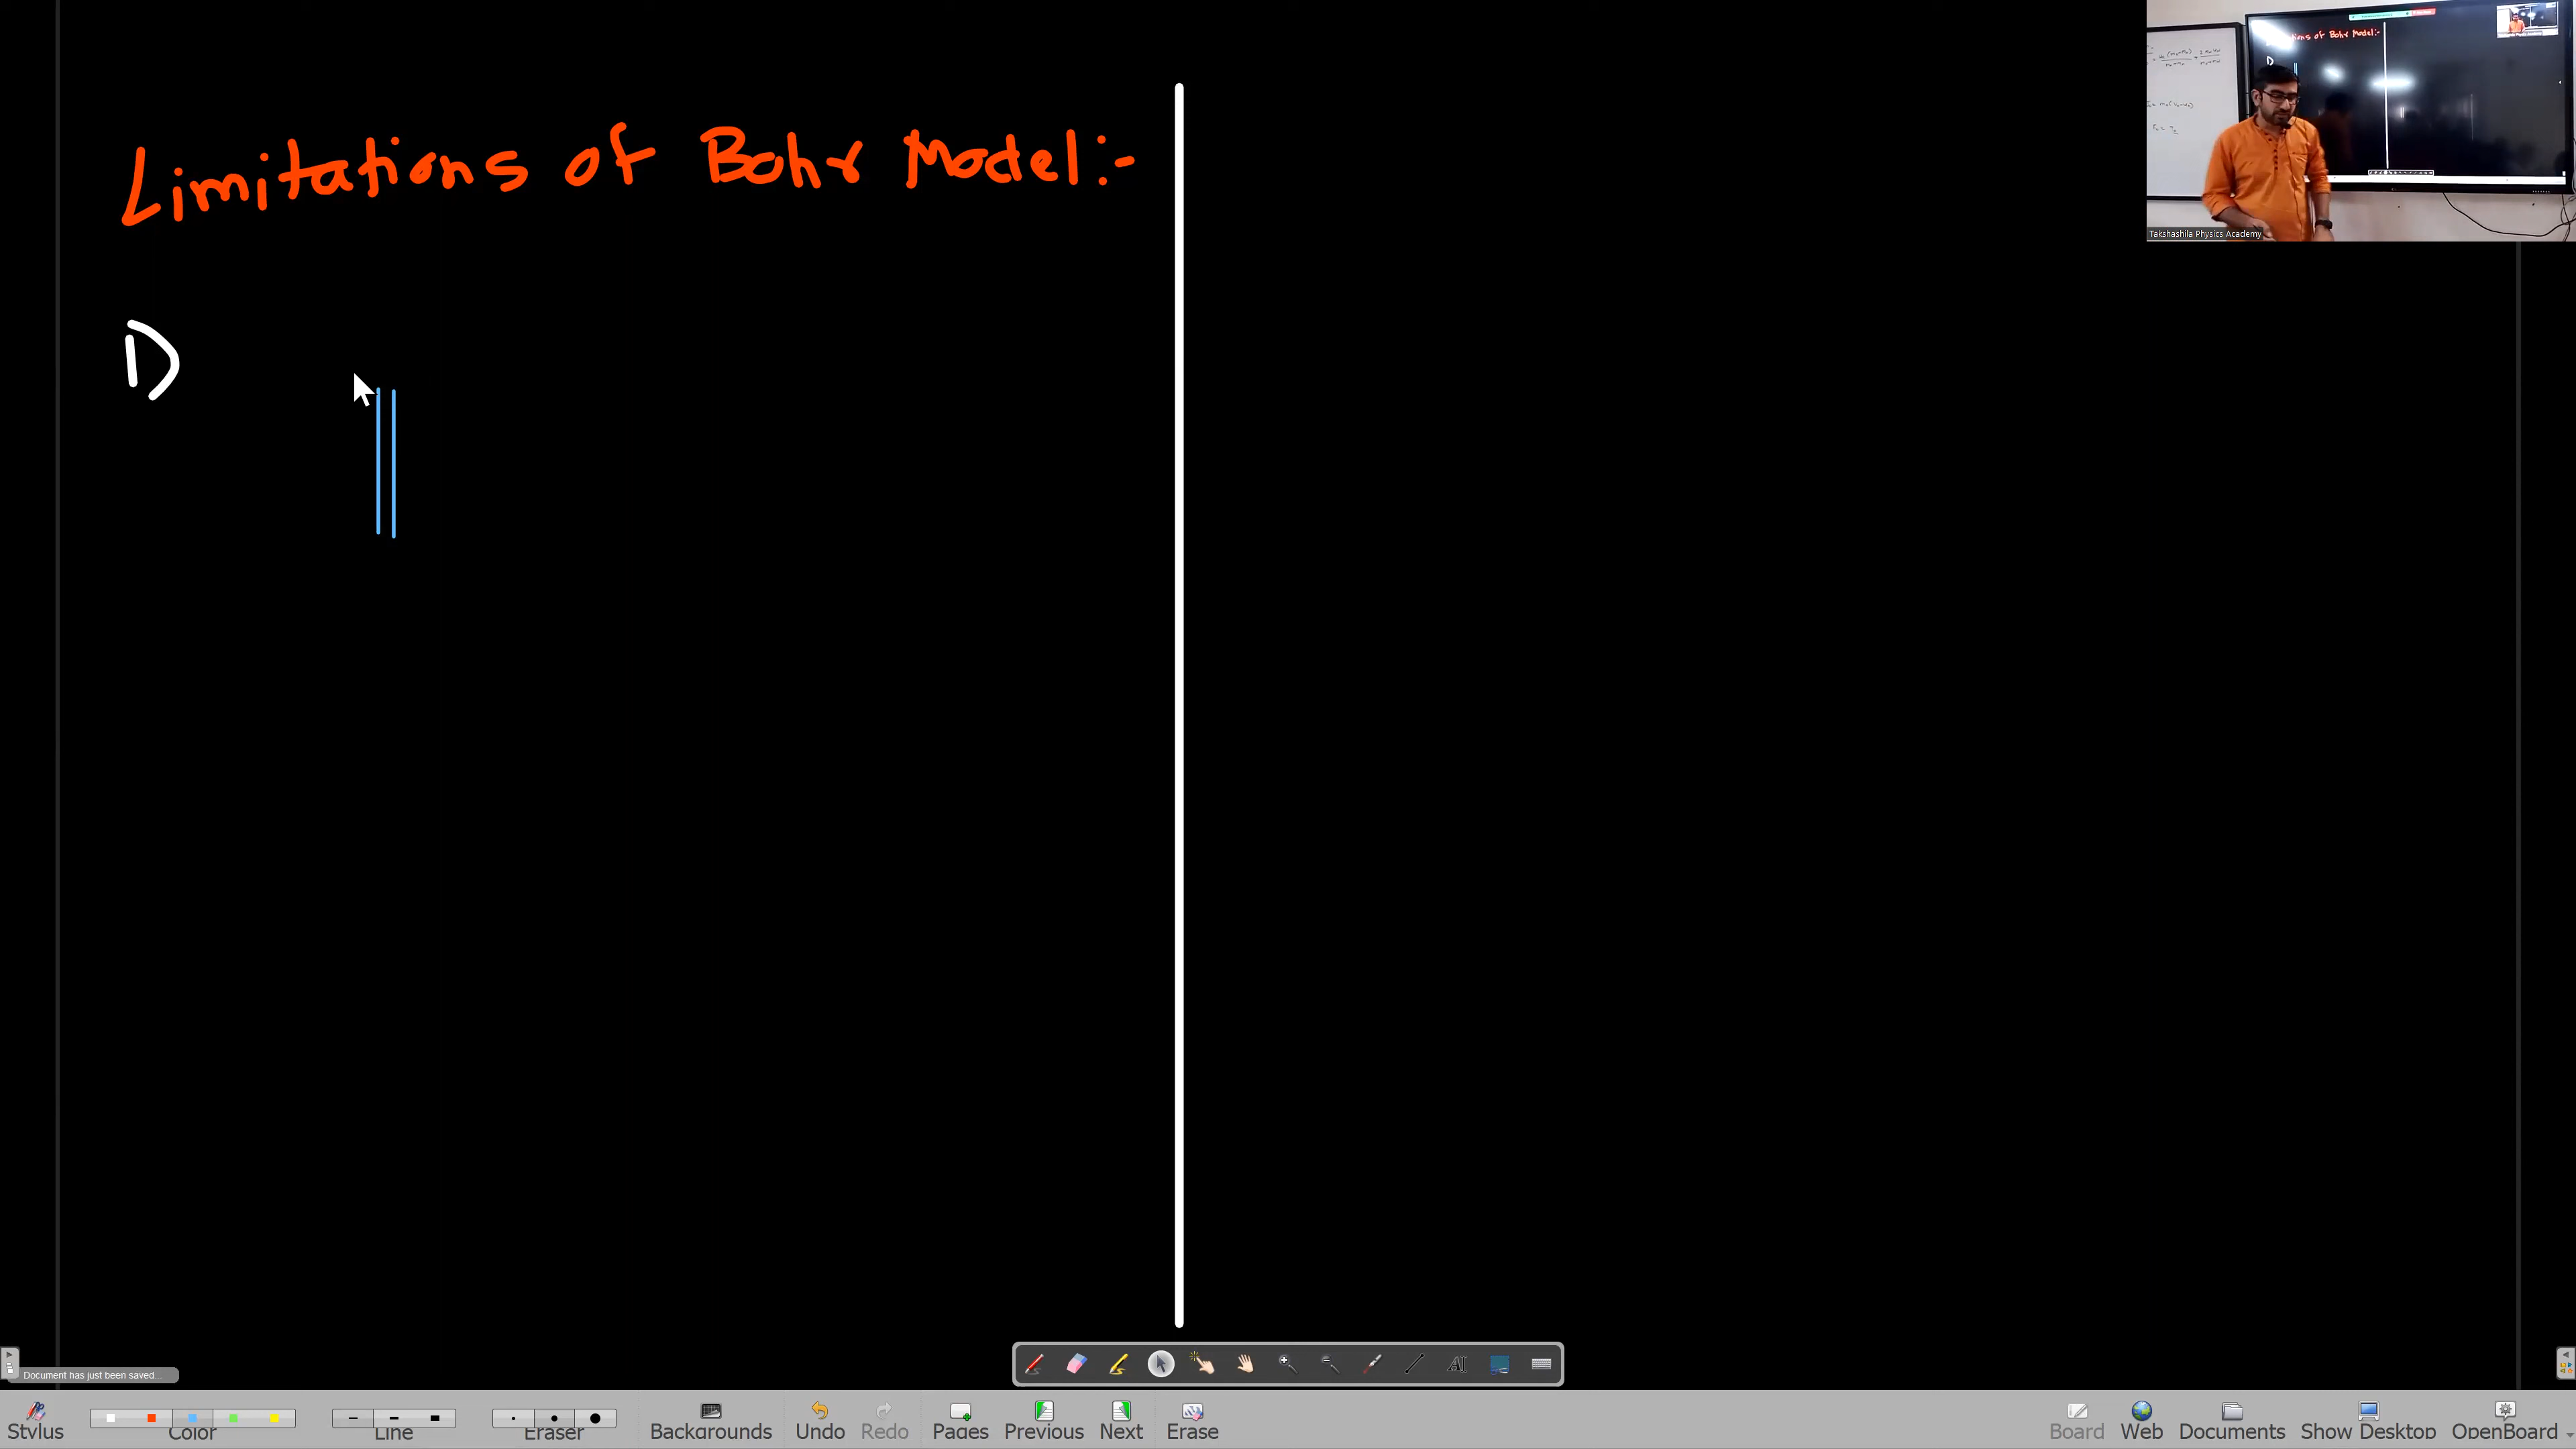 Limitations of Bohr Model:-
1)
Takshashila Physics Academy
Document has just been saved...
Stylus
Color
Line
Eraser
Backgrounds
Undo
Redo
Pages
Previous
Next
Erase
Board
Web
Documents
Show Desktop
OpenBoard